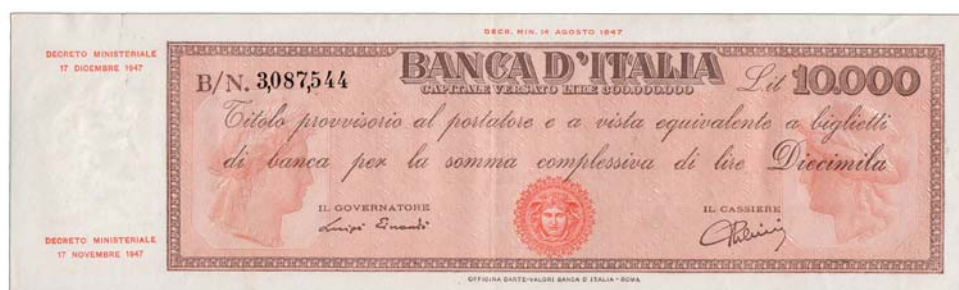 DECR. MIN. 14 AGOSTO 1947
DECRETO MINISTERIALE
17 DICEMBRE 1947
B/N. 3,087,544
BANCA D'ITALIA
CAPITALE VERSATO LIRE 300.000.000
Lit 10.000
Titolo provvisorio al portatore e a vista equivalente a biglietti
di banca per la somma complessiva di lire Diecimila
IL GOVERNATORE
Luigi Einaudi
IL CASSIERE
DECRETO MINISTERIALE
17 NOVEMBRE 1947
OFFICINA CARTE-VALORI BANCA D'ITALIA - ROMA